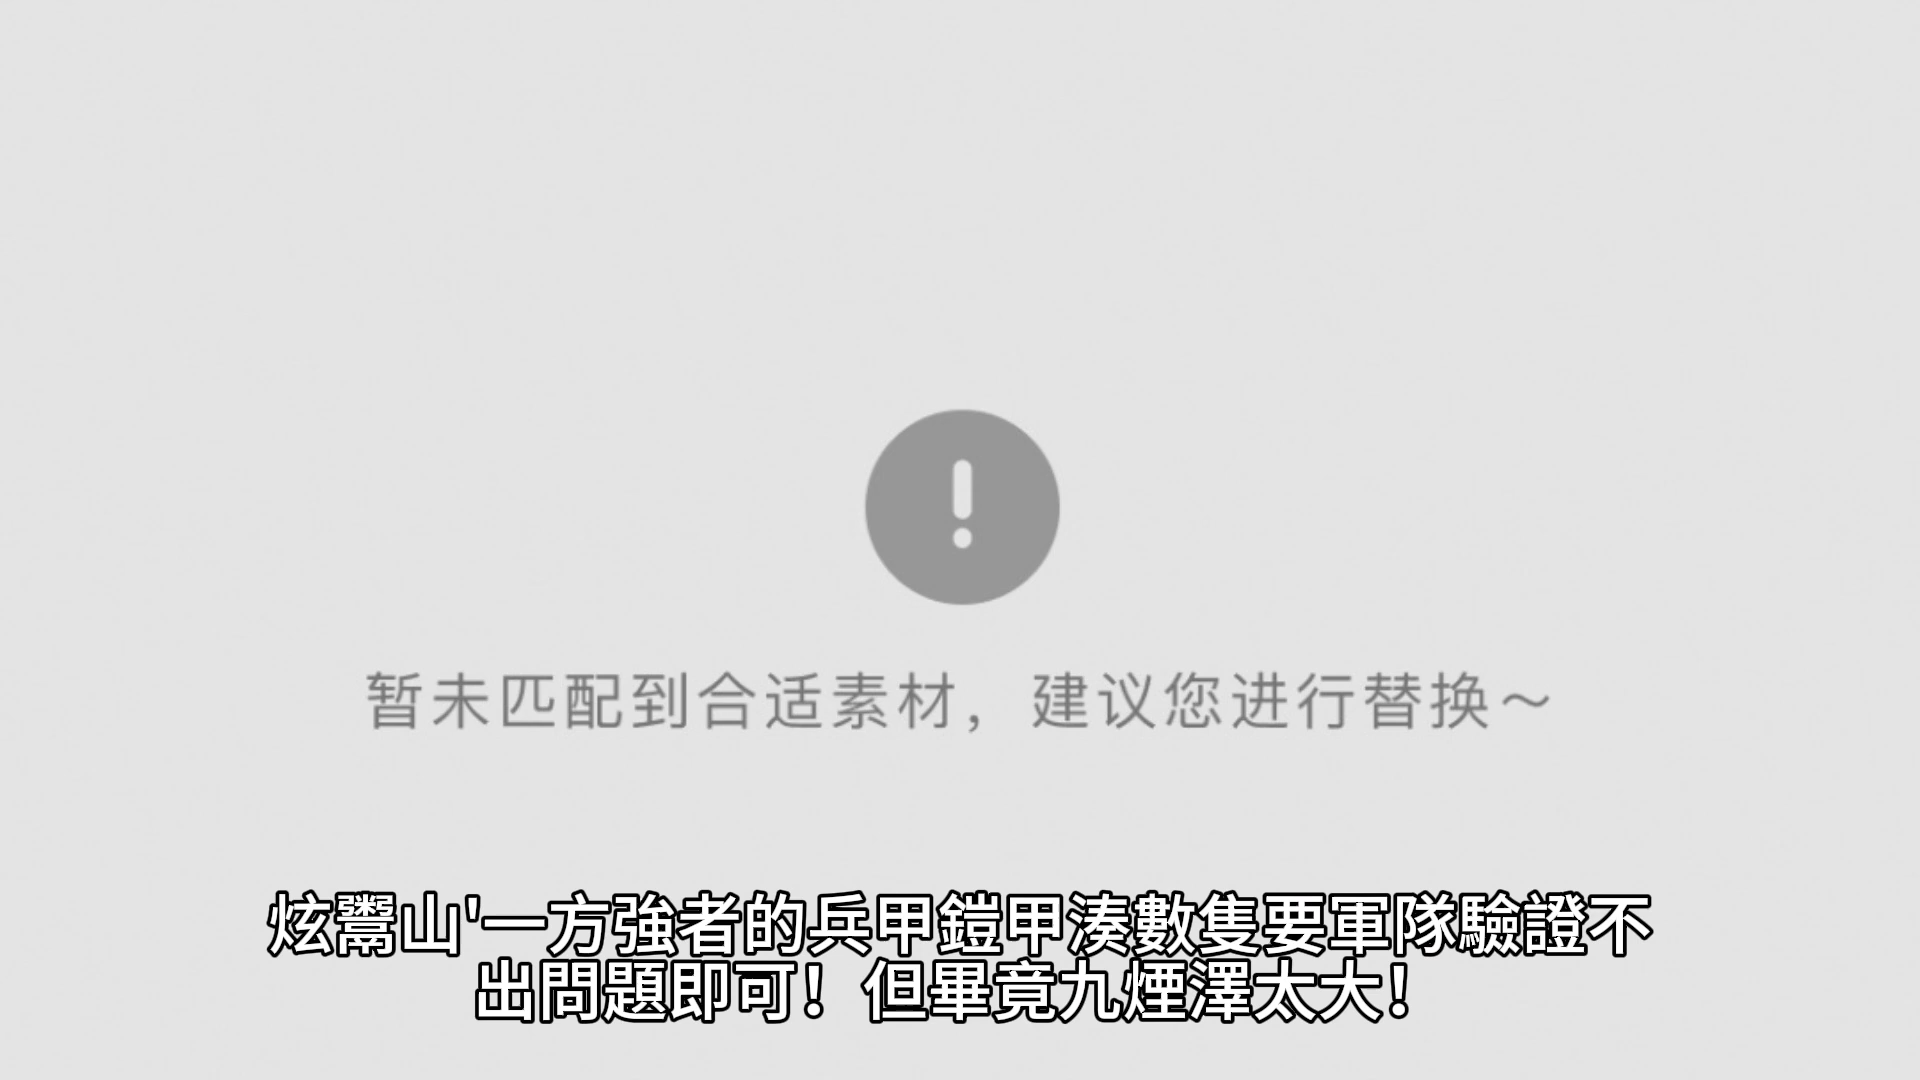 暂未匹配到合适素材，建议您进行替换～
炫鬻山'一方強者的兵甲鎧甲湊數隻要軍隊驗證不
出問題即可！但畢竟九煙澤太大！